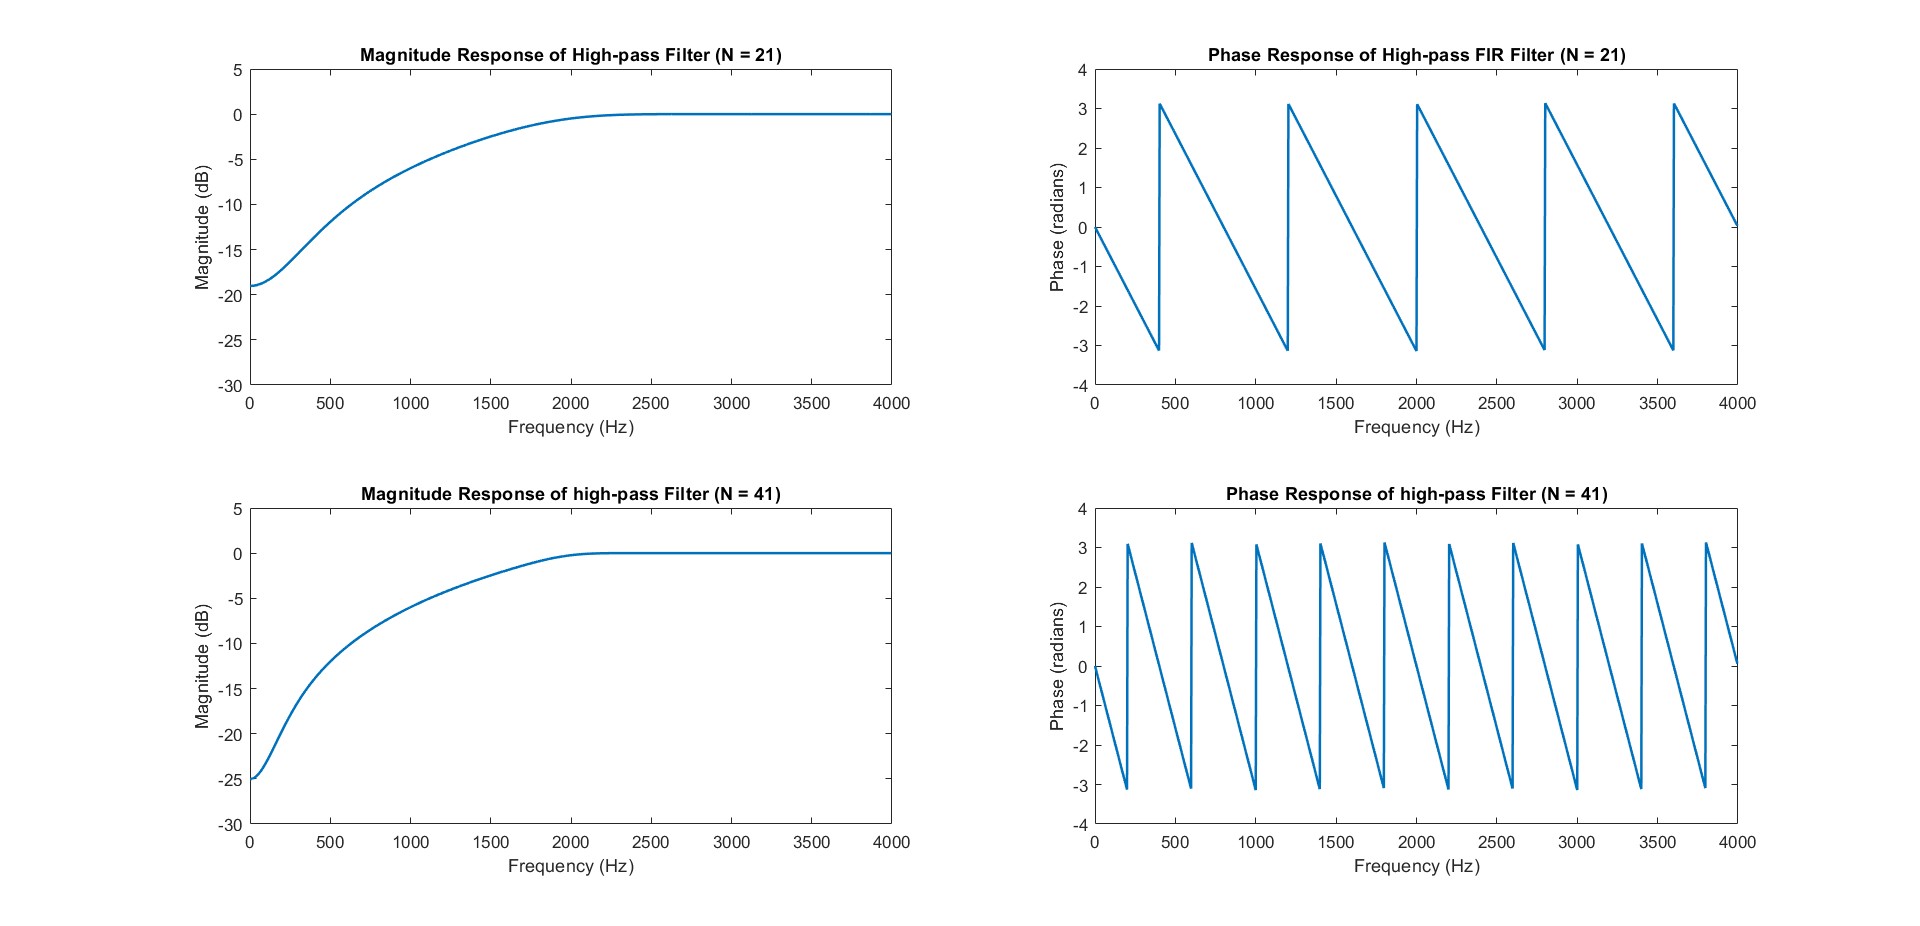 Magnitude Response of High-pass Filter (N = 21)
5
0
-5
-10
-15
-20
-25
-30
Magnitude (dB)
0 500 1000 1500 2000 2500 3000 3500 4000
Frequency (Hz)
Phase Response of High-pass FIR Filter (N = 21)
4
3
2
1
0
-1
-2
-3
-4
Phase (radians)
0 500 1000 1500 2000 2500 3000 3500 4000
Frequency (Hz)
Magnitude Response of high-pass Filter (N = 41)
5
0
-5
-10
-15
-20
-25
-30
Magnitude (dB)
0 500 1000 1500 2000 2500 3000 3500 4000
Frequency (Hz)
Phase Response of high-pass Filter (N = 41)
4
3
2
1
0
-1
-2
-3
-4
Phase (radians)
0 500 1000 1500 2000 2500 3000 3500 4000
Frequency (Hz)